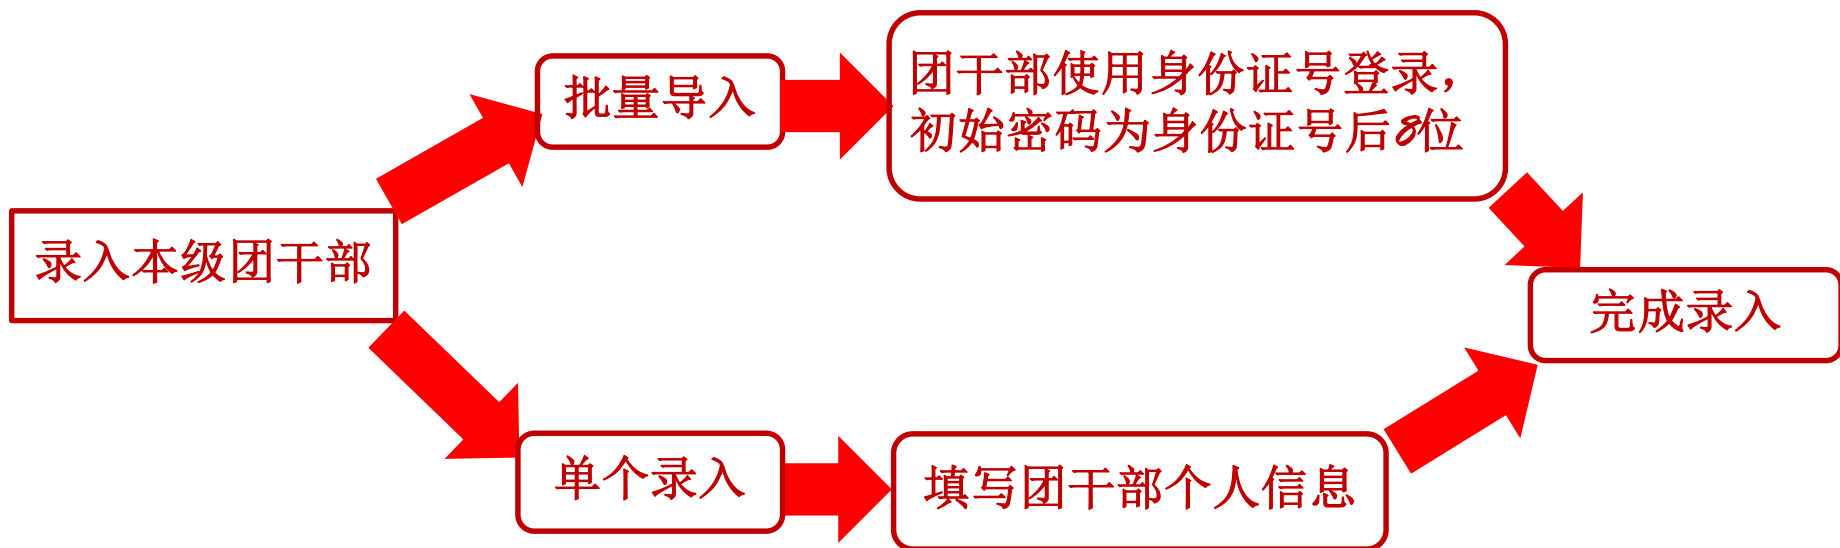 录入本级团干部
批量导入
团干部使用身份证号登录，
初始密码为身份证号后8位
单个录入
填写团干部个人信息
完成录入